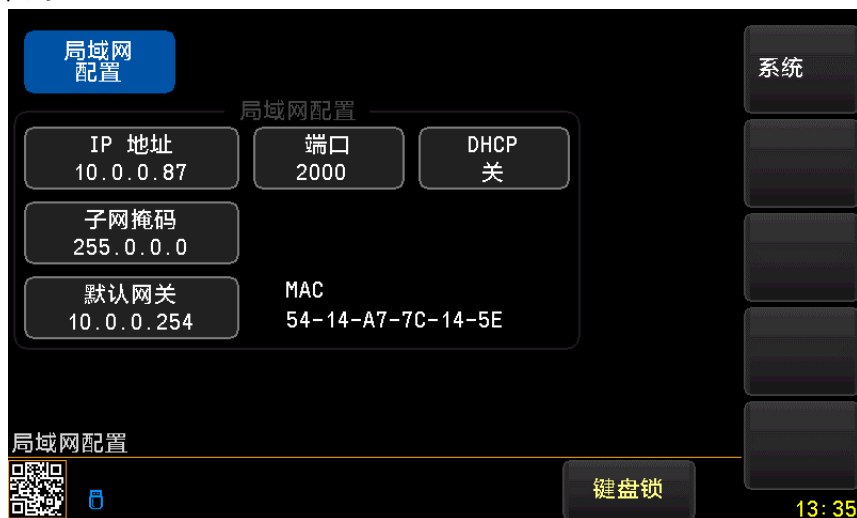 局域网
配置
系统
局域网配置
IP 地址
10.0.0.87
端口
2000
DHCP
关
子网掩码
255.0.0.0
默认网关
10.0.0.254
MAC
54-14-A7-7C-14-5E
局域网配置
键盘锁
13:35